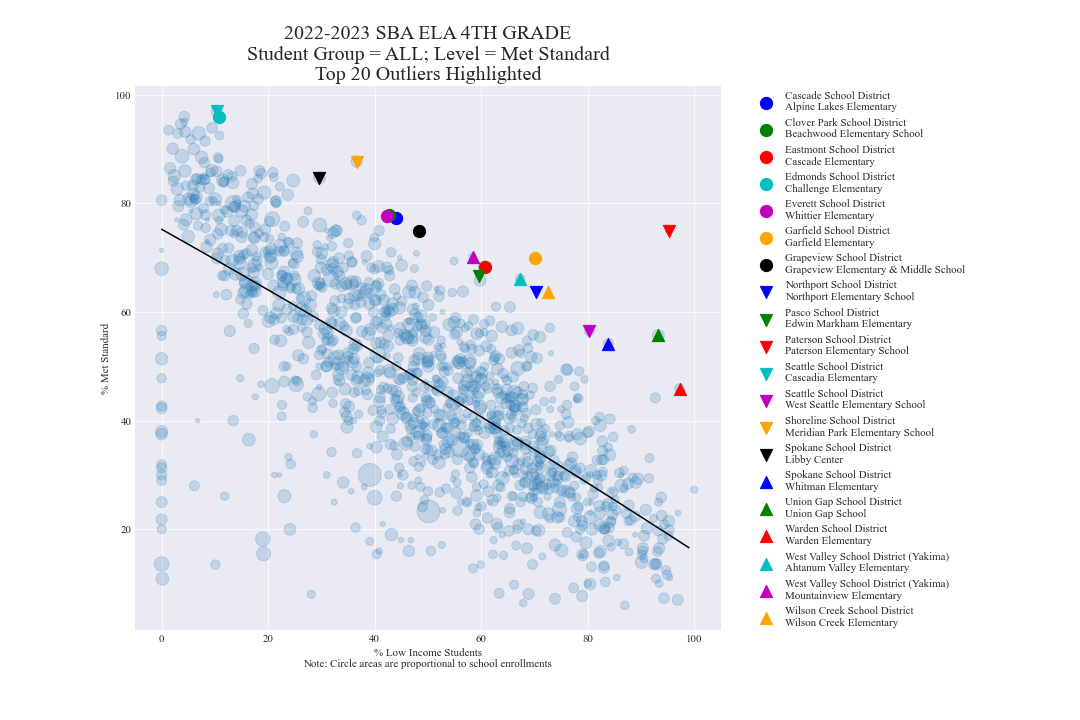 2022-2023 SBA ELA 4TH GRADE
Student Group = ALL; Level = Met Standard
Top 20 Outliers Highlighted
100
80
60
40
20
% Met Standard
0
20
40
60
80
100
% Low Income Students
Note: Circle areas are proportional to school enrollments
Cascade School District
Alpine Lakes Elementary
Clover Park School District
Beachwood Elementary School
Eastmont School District
Cascade Elementary
Edmonds School District
Challenge Elementary
Everett School District
Whittier Elementary
Garfield School District
Garfield Elementary
Grapeview School District
Grapeview Elementary & Middle School
Northport School District
Northport Elementary School
Pasco School District
Edwin Markham Elementary
Paterson School District
Paterson Elementary School
Seattle School District
Cascadia Elementary
Seattle School District
West Seattle Elementary School
Shoreline School District
Meridian Park Elementary School
Spokane School District
Libby Center
Spokane School District
Whitman Elementary
Union Gap School District
Union Gap School
Warden School District
Warden Elementary
West Valley School District (Yakima)
Ahtanum Valley Elementary
West Valley School District (Yakima)
Mountainview Elementary
Wilson Creek School District
Wilson Creek Elementary